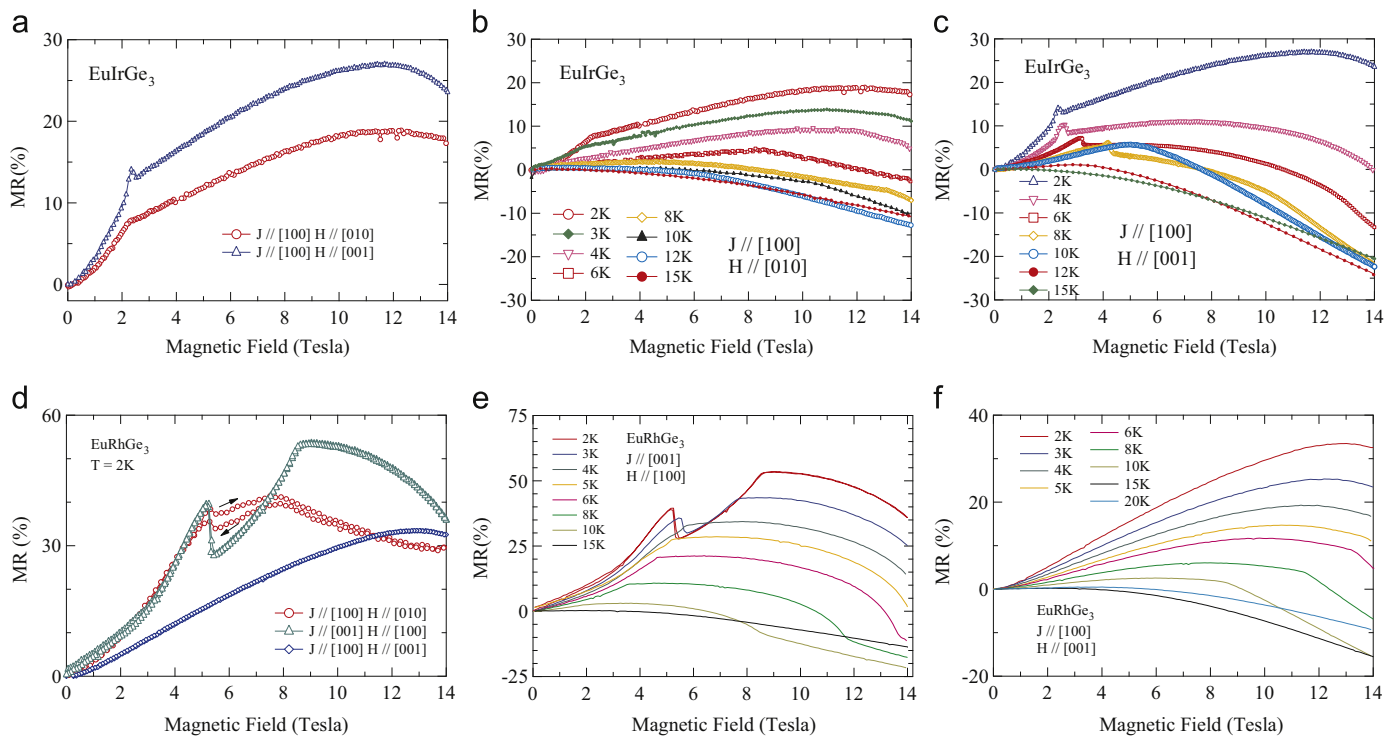 a
30
20
10
0
MR(%)
EuIrGe3
J // [100] H // [010]
J // [100] H // [001]
0 2 4 6 8 10 12 14
Magnetic Field (Tesla)
b
30
20
10
0
-10
-20
-30
MR(%)
EuIrGe3
2K
3K
4K
6K
8K
10K
12K
15K
J // [100]
H // [010]
0 2 4 6 8 10 12 14
Magnetic Field (Tesla)
c
30
20
10
0
-10
-20
-30
MR(%)
EuIrGe3
2K
4K
6K
8K
10K
12K
15K
J // [100]
H // [001]
0 2 4 6 8 10 12 14
Magnetic Field (Tesla)
d
60
30
0
MR (%)
EuRhGe3
T = 2K
J // [100] H // [010]
J // [001] H // [100]
J // [100] H // [001]
0 2 4 6 8 10 12 14
Magnetic Field (Tesla)
e
75
50
25
0
-25
MR (%)
2K
3K
4K
5K
6K
8K
10K
15K
EuRhGe3
J // [001]
H // [100]
0 2 4 6 8 10 12 14
Magnetic Field (Tesla)
f
40
20
0
-20
MR (%)
2K
3K
4K
5K
6K
8K
10K
15K
20K
EuRhGe3
J // [100]
H // [001]
0 2 4 6 8 10 12 14
Magnetic Field (Tesla)